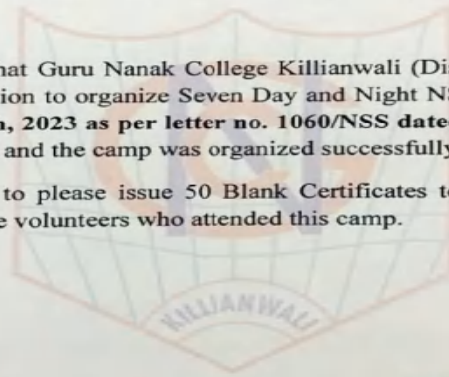 hat Guru Nanak College Killianwali (Di
ion to organize Seven Day and Night N
, 2023 as per letter no. 1060/NSS date
and the camp was organized successfully
to please issue 50 Blank Certificates t
e volunteers who attended this camp.
KILLIANWALI